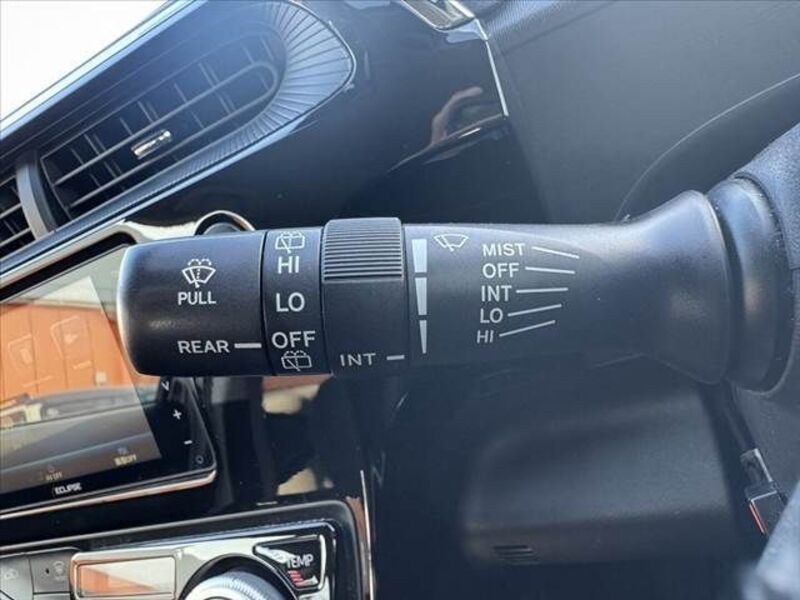 PULL
REAR
HI
LO
OFF
INT
MIST
OFF
INT
LO
HI
ECLIPSE
TEMP